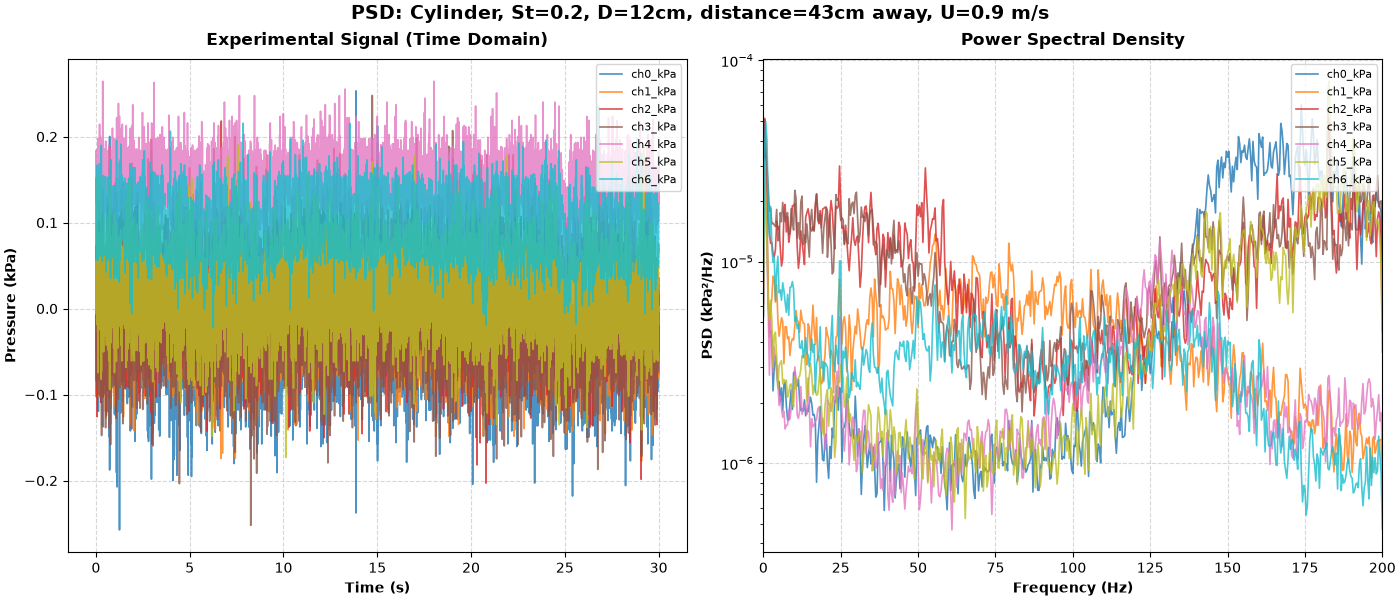 PSD: Cylinder, St=0.2, D=12cm, distance=43cm away, U=0.9 m/s
Experimental Signal (Time Domain)
Pressure (kPa)
0.2
0.1
0.0
−0.1
−0.2
0 5 10 15 20 25 30
Time (s)
ch0_kPa
ch1_kPa
ch2_kPa
ch3_kPa
ch4_kPa
ch5_kPa
ch6_kPa
Power Spectral Density
PSD (kPa²/Hz)
10⁻⁴
10⁻⁵
10⁻⁶
0 25 50 75 100 125 150 175 200
Frequency (Hz)
ch0_kPa
ch1_kPa
ch2_kPa
ch3_kPa
ch4_kPa
ch5_kPa
ch6_kPa